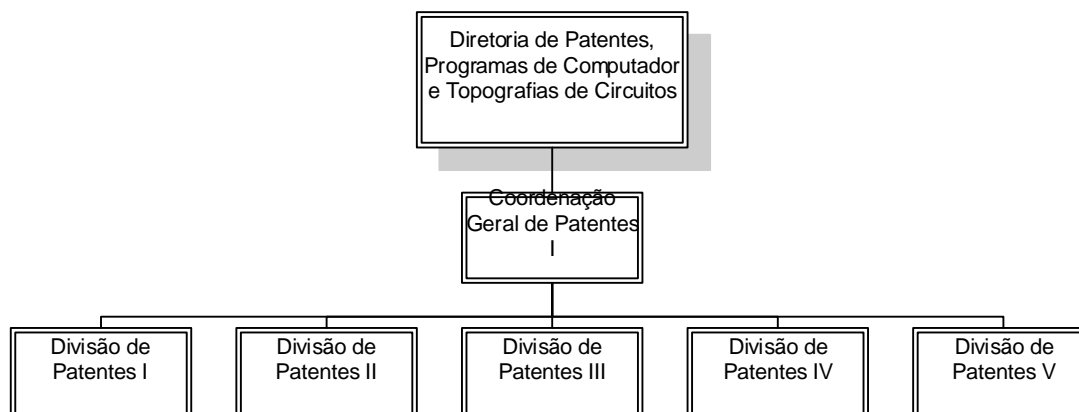 Diretoria de Patentes,
Programas de Computador
e Topografias de Circuitos
Coordenação
Geral de Patentes
I
Divisão de
Patentes I
Divisão de
Patentes II
Divisão de
Patentes III
Divisão de
Patentes IV
Divisão de
Patentes V